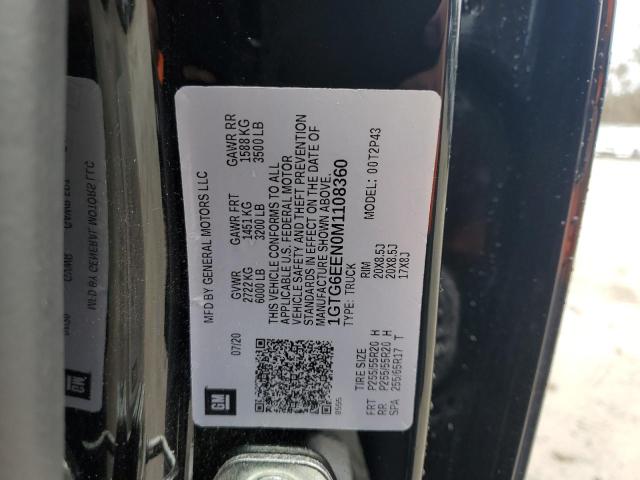 MFD BY GENERAL MOTORS LLC
07/20
GVWR GAWR FRT GAWR RR
2722 KG 1451 KG 1588 KG
6000 LB 3200 LB 3500 LB
THIS VEHICLE CONFORMS TO ALL
APPLICABLE U.S. FEDERAL MOTOR
VEHICLE SAFETY AND THEFT PREVENTION
STANDARDS IN EFFECT ON THE DATE OF
MANUFACTURE SHOWN ABOVE.
1GTG6EEN0M1108360
TYPE: TRUCK MODEL: 00T2P43
TIRE SIZE RIM
FRT P255/55R20 H 20X8.5J
RR P255/55R20 H 20X8.5J
SPA 255/65R17 T 17X8J
GM
GM